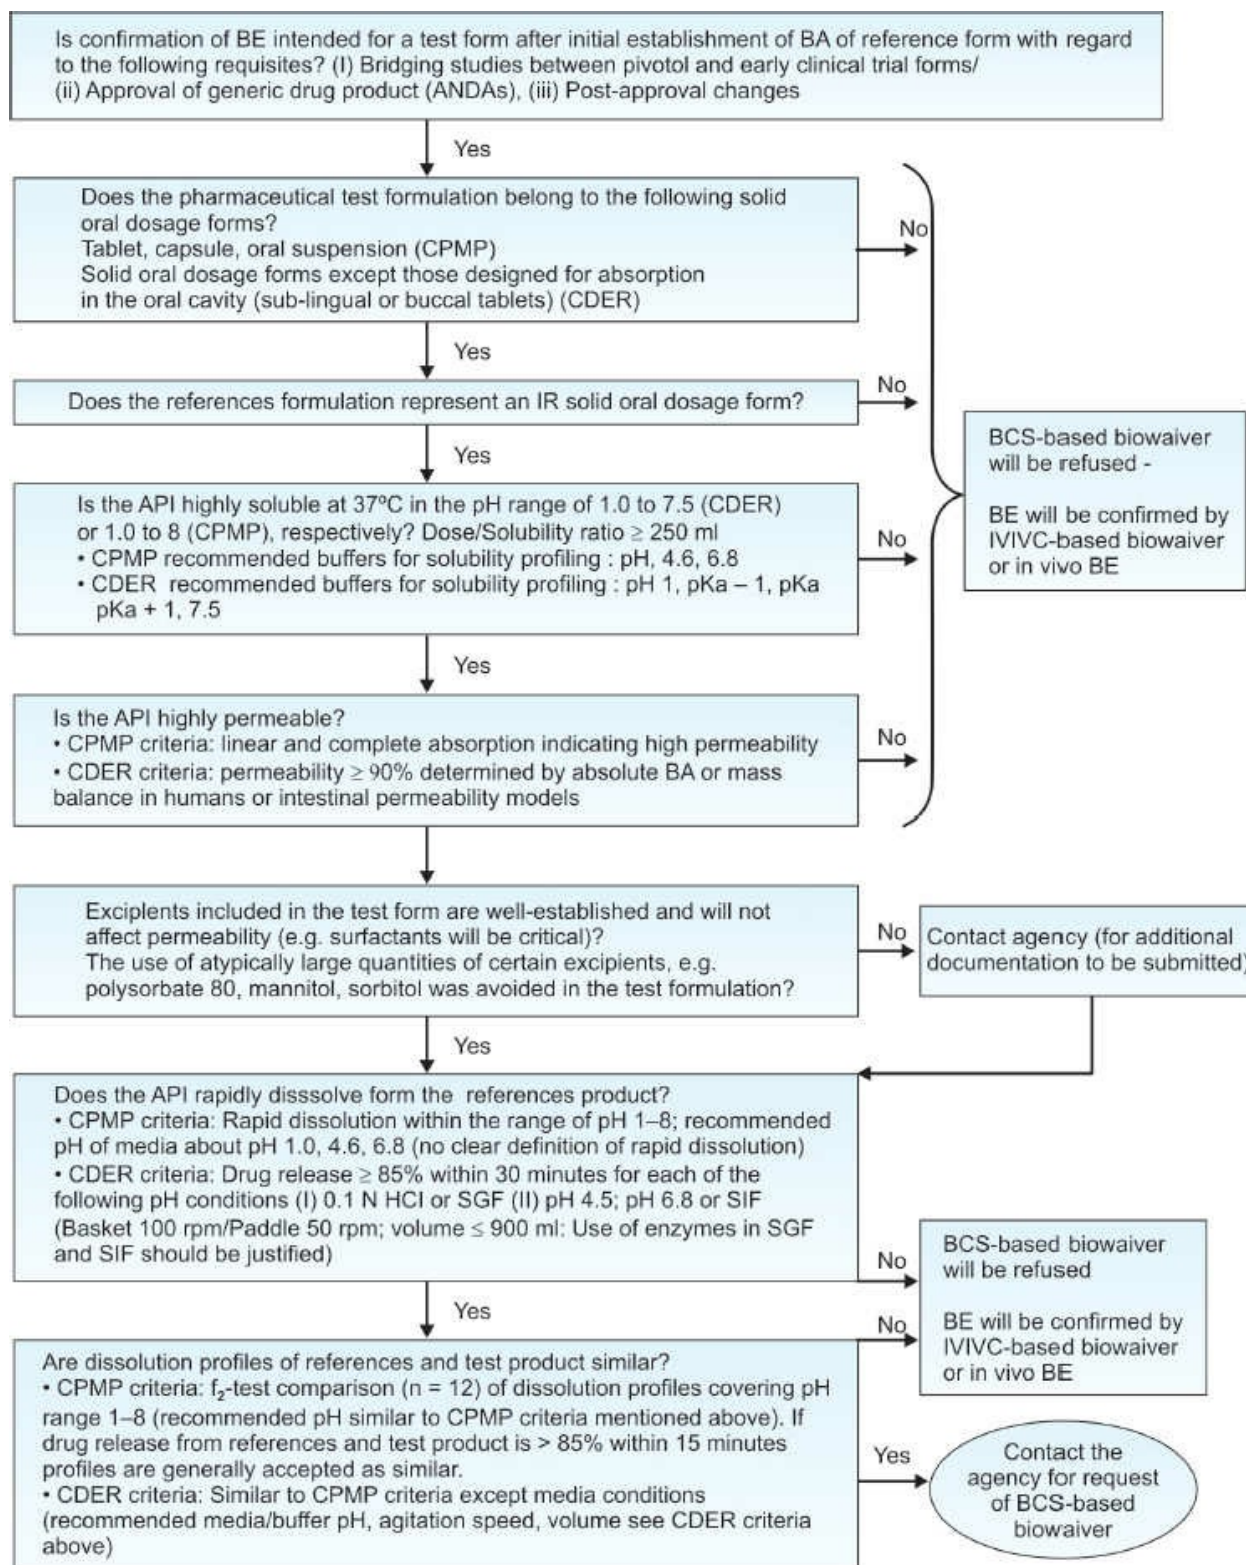 Is confirmation of BE intended for a test form after initial establishment of BA of reference form with regard
to the following requisites? (I) Bridging studies between pivotol and early clinical trial forms/
(ii) Approval of generic drug product (ANDAs), (iii) Post-approval changes
Yes
Does the pharmaceutical test formulation belong to the following solid
oral dosage forms?
Tablet, capsule, oral suspension (CPMP)
Solid oral dosage forms except those designed for absorption
in the oral cavity (sub-lingual or buccal tablets) (CDER)
No
Yes
Does the references formulation represent an IR solid oral dosage form?
No
Yes
Is the API highly soluble at 37ºC in the pH range of 1.0 to 7.5 (CDER)
or 1.0 to 8 (CPMP), respectively? Dose/Solubility ratio ≥ 250 ml
• CPMP recommended buffers for solubility profiling : pH, 4.6, 6.8
• CDER recommended buffers for solubility profiling : pH 1, pKa – 1, pKa
pKa + 1, 7.5
No
BCS-based biowaiver
will be refused -
BE will be confirmed by
IVIVC-based biowaiver
or in vivo BE
Yes
Is the API highly permeable?
• CPMP criteria: linear and complete absorption indicating high permeability
• CDER criteria: permeability ≥ 90% determined by absolute BA or mass
balance in humans or intestinal permeability models
No
Excipients included in the test form are well-established and will not
affect permeability (e.g. surfactants will be critical)?
The use of atypically large quantities of certain excipients, e.g.
polysorbate 80, mannitol, sorbitol was avoided in the test formulation?
No
Contact agency (for additional
documentation to be submitted)
Yes
Does the API rapidly disssolve form the references product?
• CPMP criteria: Rapid dissolution within the range of pH 1–8; recommended
pH of media about pH 1.0, 4.6, 6.8 (no clear definition of rapid dissolution)
• CDER criteria: Drug release ≥ 85% within 30 minutes for each of the
following pH conditions (I) 0.1 N HCI or SGF (II) pH 4.5; pH 6.8 or SIF
(Basket 100 rpm/Paddle 50 rpm; volume ≤ 900 ml: Use of enzymes in SGF
and SIF should be justified)
No
Yes
BCS-based biowaiver
will be refused
BE will be confirmed by
IVIVC-based biowaiver
or in vivo BE
No
Are dissolution profiles of references and test product similar?
• CPMP criteria: f₂-test comparison (n = 12) of dissolution profiles covering pH
range 1–8 (recommended pH similar to CPMP criteria mentioned above). If
drug release from references and test product is > 85% within 15 minutes
profiles are generally accepted as similar.
• CDER criteria: Similar to CPMP criteria except media conditions
(recommended media/buffer pH, agitation speed, volume see CDER criteria
above)
Yes
Contact the
agency for request
of BCS-based
biowaiver